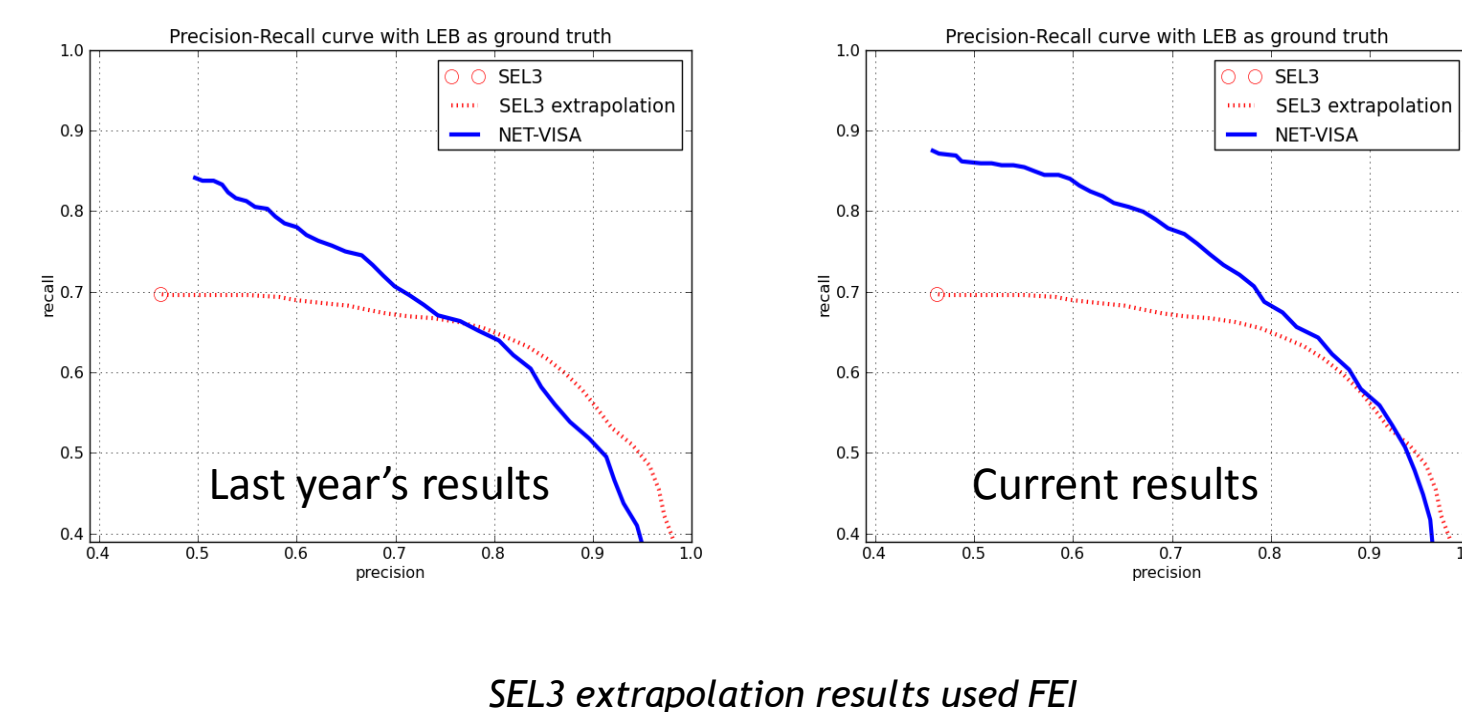 Precision-Recall curve with LEB as ground truth
1.0
0.9
0.8
0.7
0.6
0.5
0.4
recall
SEL3
SEL3 extrapolation
NET-VISA
Last year's results
0.4 0.5 0.6 0.7 0.8 0.9 1.0
precision
Precision-Recall curve with LEB as ground truth
1.0
0.9
0.8
0.7
0.6
0.5
0.4
recall
SEL3
SEL3 extrapolation
NET-VISA
Current results
0.4 0.5 0.6 0.7 0.8 0.9
precision
SEL3 extrapolation results used FEI